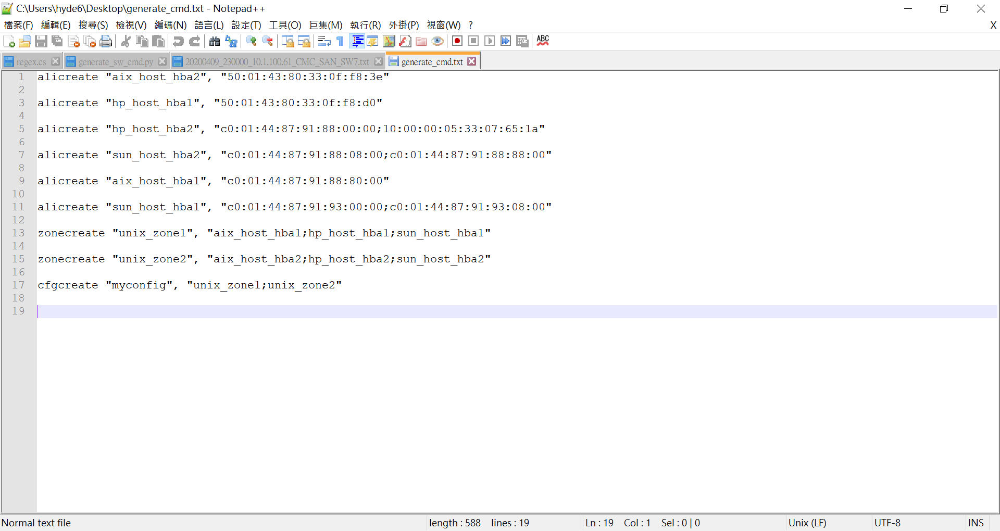 C:\Users\hyde6\Desktop\generate_cmd.txt - Notepad++
檔案(F) 編輯(E) 搜尋(S) 檢視(V) 編碼(N) 語言(L) 設定(T) 工具(O) 巨集(M) 執行(R) 外掛(P) 視窗(W) ? X
ABC
regex.cs generate_sw_cmd.py 20200409_230000_10.1.100.61_CMC_SAN_SW7.txt generate_cmd.txt
1 alicreate "aix_host_hba2", "50:01:43:80:33:0f:f8:3e"
2
3 alicreate "hp_host_hba1", "50:01:43:80:33:0f:f8:d0"
4
5 alicreate "hp_host_hba2", "c0:01:44:87:91:88:00:00;10:00:00:05:33:07:65:1a"
6
7 alicreate "sun_host_hba2", "c0:01:44:87:91:88:08:00;c0:01:44:87:91:88:88:00"
8
9 alicreate "aix_host_hba1", "c0:01:44:87:91:88:80:00"
10
11 alicreate "sun_host_hba1", "c0:01:44:87:91:93:00:00;c0:01:44:87:91:93:08:00"
12
13 zonecreate "unix_zone1", "aix_host_hba1;hp_host_hba1;sun_host_hba1"
14
15 zonecreate "unix_zone2", "aix_host_hba2;hp_host_hba2;sun_host_hba2"
16
17 cfgcreate "myconfig", "unix_zone1;unix_zone2"
18
19
Normal text file length : 588 lines : 19 Ln : 19 Col : 1 Sel : 0 | 0 Unix (LF) UTF-8 INS